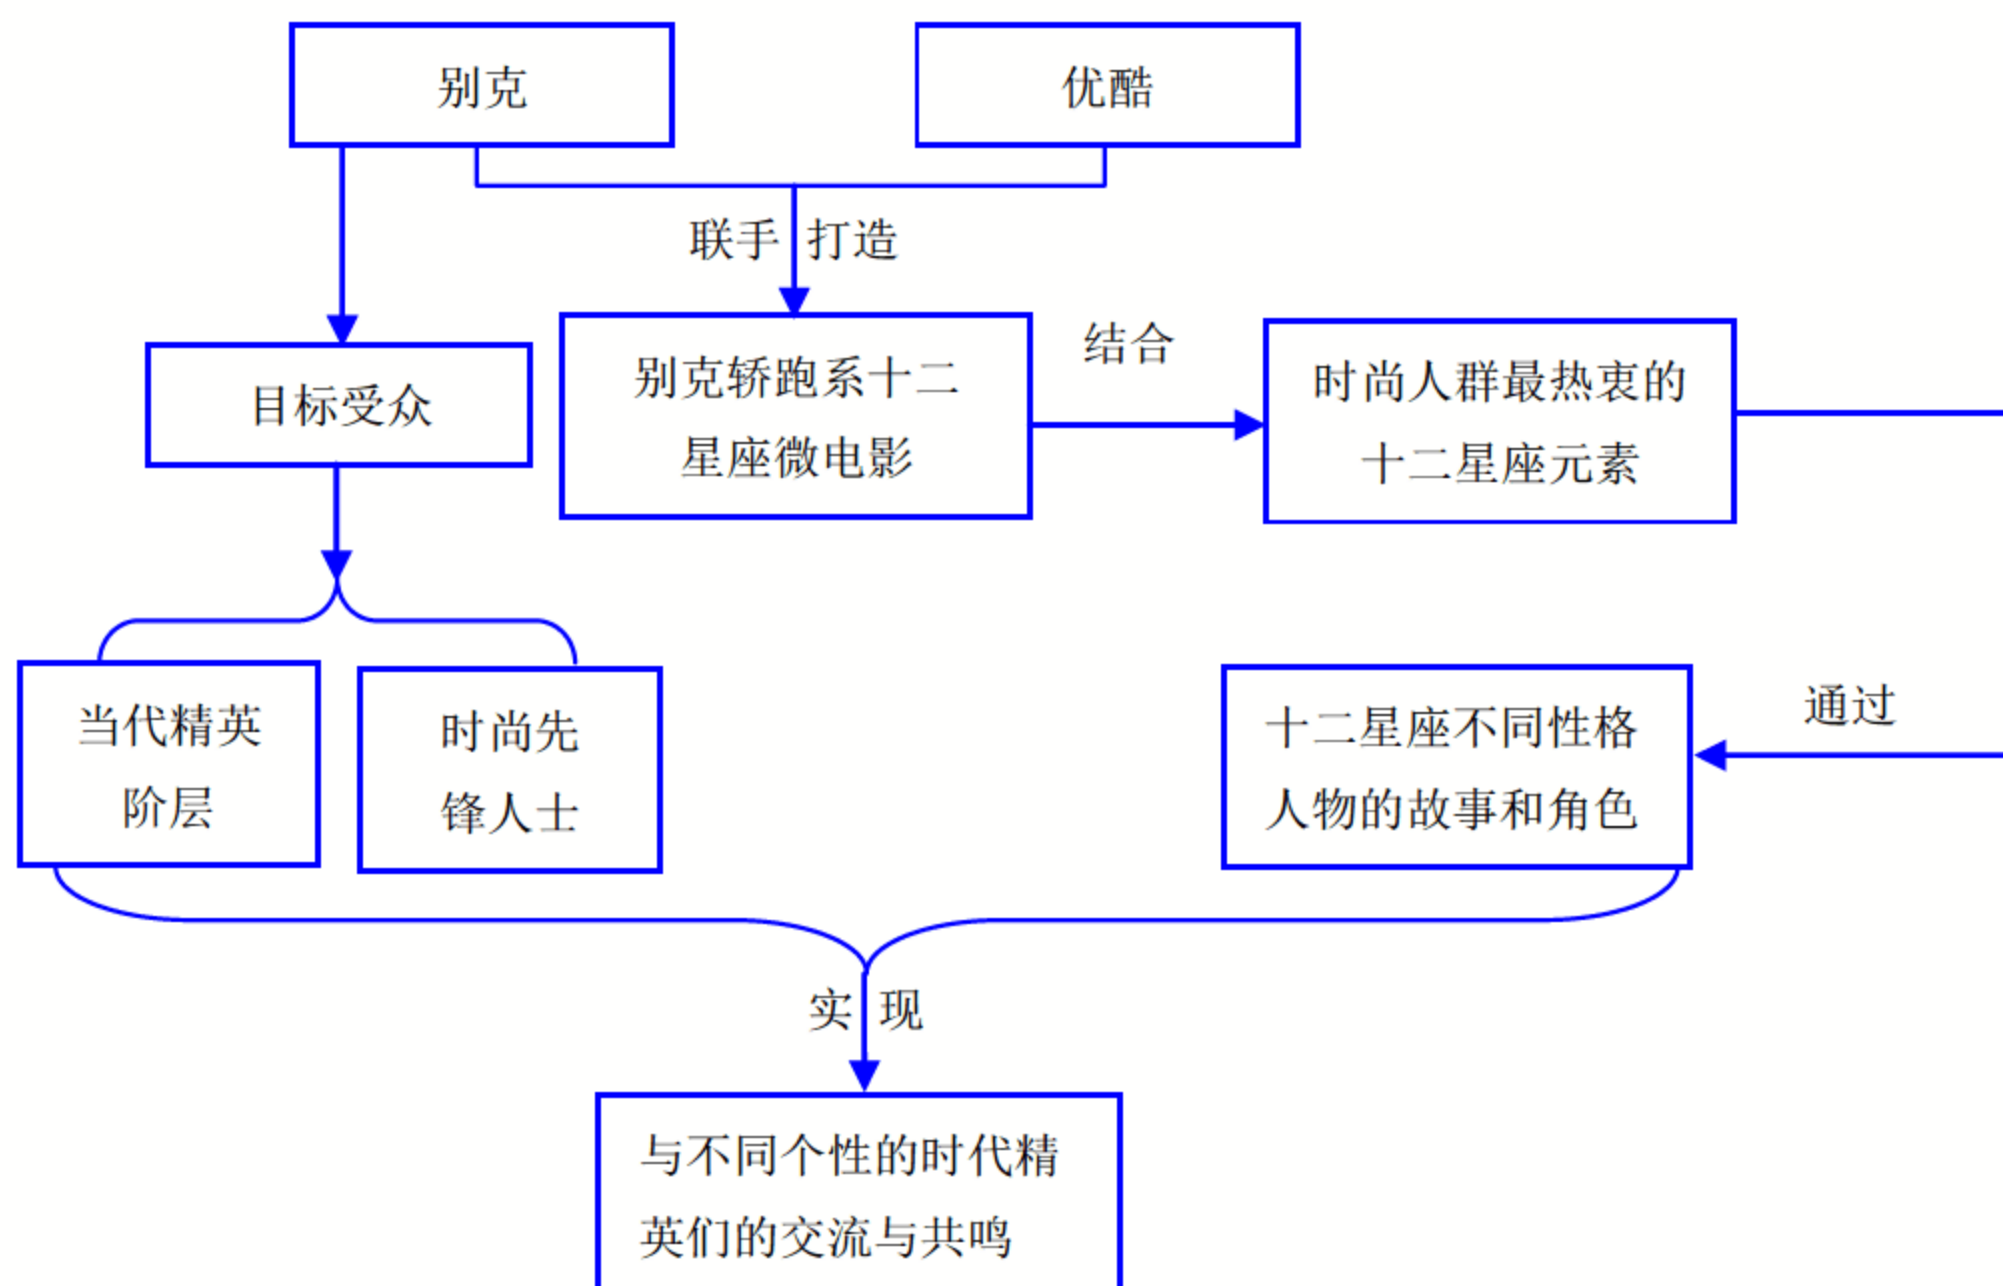 别克
优酷
联手 打造
目标受众
别克轿跑系十二
星座微电影
结合
时尚人群最热衷的
十二星座元素
当代精英
阶层
时尚先
锋人士
十二星座不同性格
人物的故事和角色
通过
实 现
与不同个性的时代精
英们的交流与共鸣